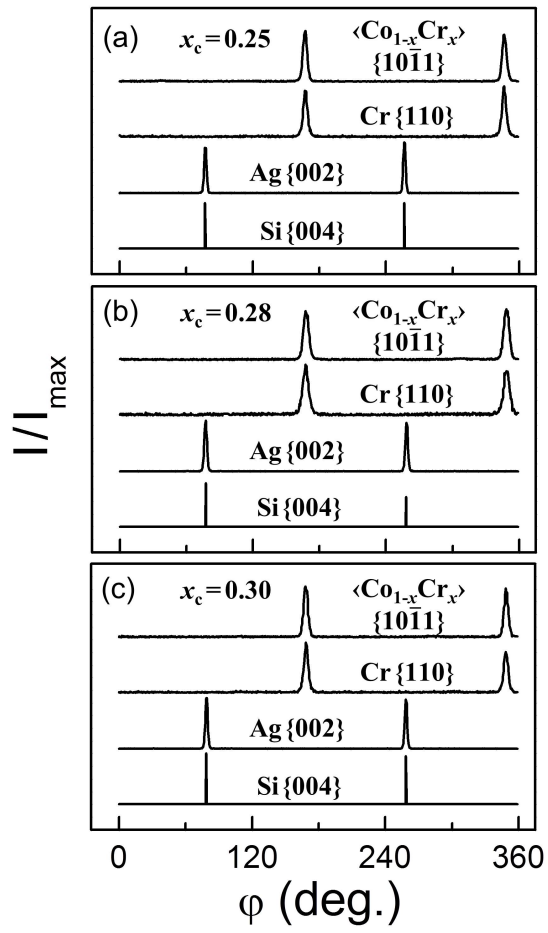 (a) x_c = 0.25 ‹Co₁₋ₓCrₓ›
{101̄1}
Cr{110}
Ag{002}
Si{004}
(b) x_c = 0.28 ‹Co₁₋ₓCrₓ›
{101̄1}
Cr{110}
Ag{002}
Si{004}
(c) x_c = 0.30 ‹Co₁₋ₓCrₓ›
{101̄1}
Cr{110}
Ag{002}
Si{004}
I/I_max
0 120 240 360
φ (deg.)